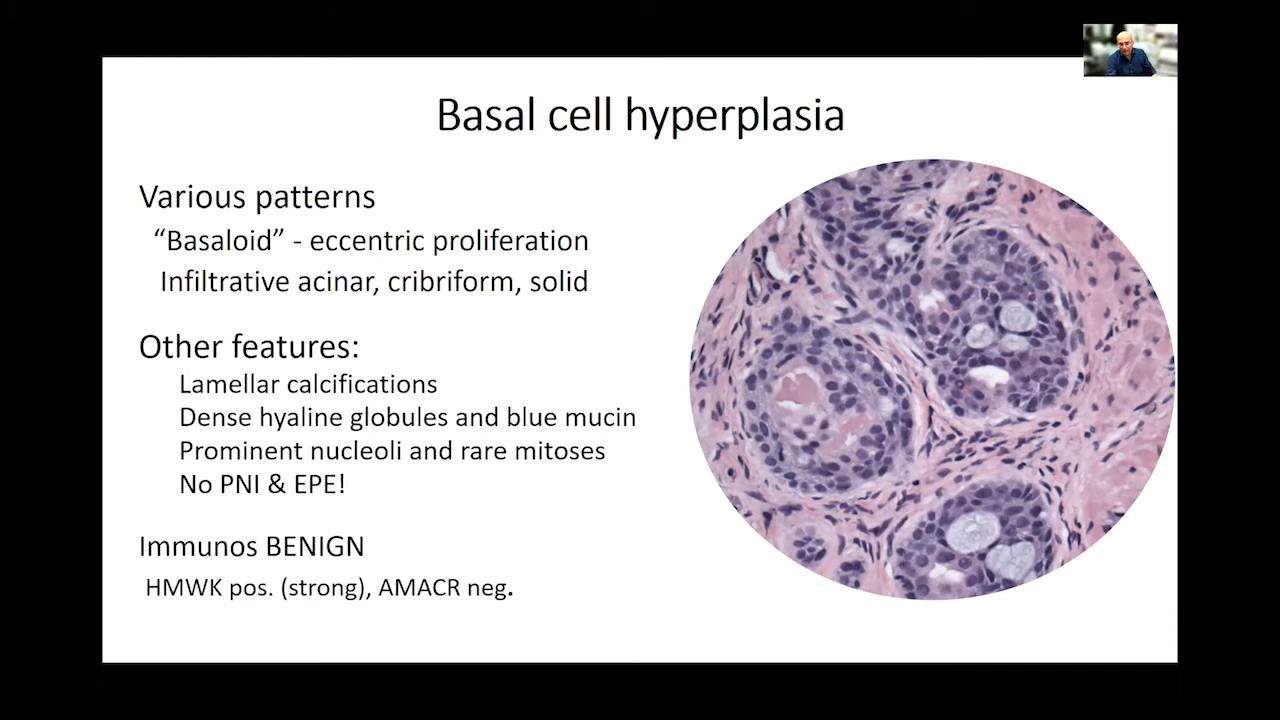 Basal cell hyperplasia
Various patterns
“Basaloid” - eccentric proliferation
Infiltrative acinar, cribriform, solid
Other features:
Lamellar calcifications
Dense hyaline globules and blue mucin
Prominent nucleoli and rare mitoses
No PNI & EPE!
Immunos BENIGN
HMWK pos. (strong), AMACR neg.